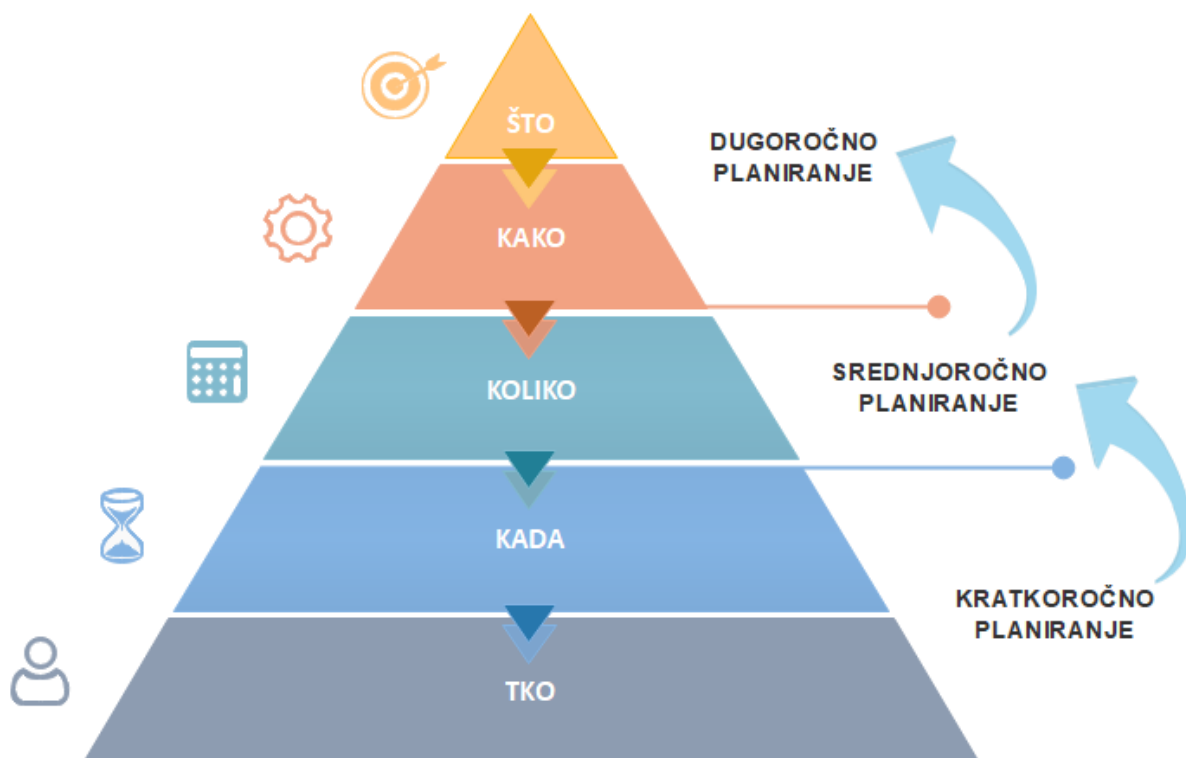 ŠTO
DUGOROČNO
PLANIRANJE
KAKO
SREDNJOROČNO
PLANIRANJE
KOLIKO
KADA
KRATKOROČNO
PLANIRANJE
TKO